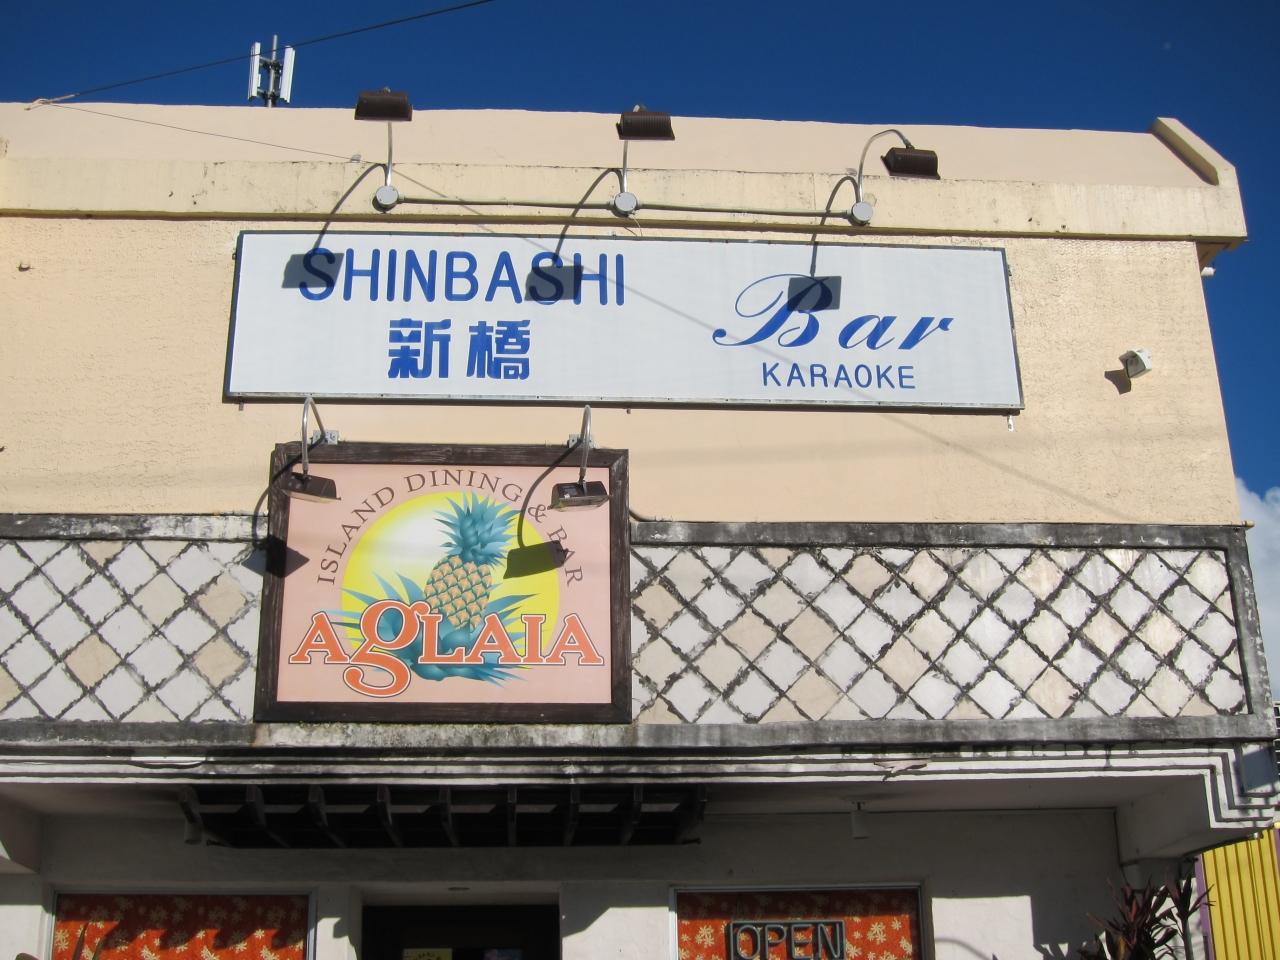 SHINBASHI
新橋
Bar
KARAOKE
ISLAND DINING & BAR
AgLAIA
OPEN